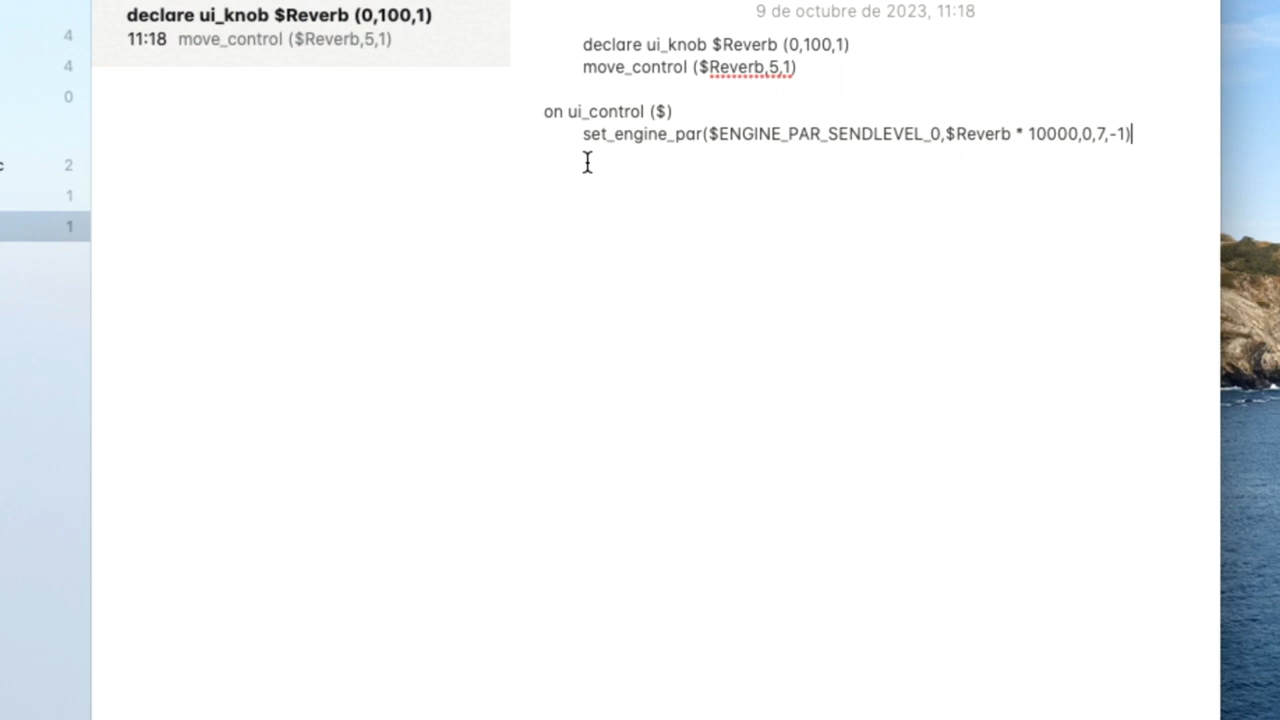 4
4
0
c
2
1
1
declare ui_knob $Reverb (0,100,1)
11:18 move_control ($Reverb,5,1)
9 de octubre de 2023, 11:18
declare ui_knob $Reverb (0,100,1)
move_control ($Reverb,5,1)
on ui_control ($)
set_engine_par($ENGINE_PAR_SENDLEVEL_0,$Reverb * 10000,0,7,-1)